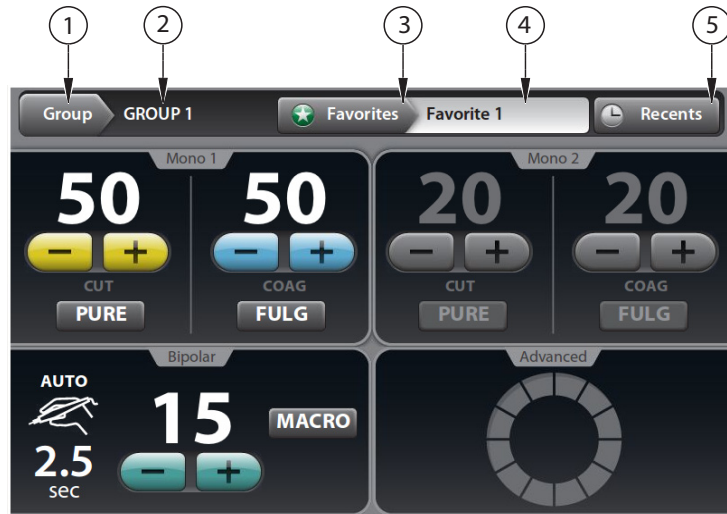 1 2 3 4 5
Group GROUP 1 Favorites Favorite 1 Recents
Mono 1 Mono 2
50 50 20 20
− + − + − + − +
CUT COAG CUT COAG
PURE FULG PURE FULG
Bipolar Advanced
AUTO
15 MACRO
2.5 − +
sec